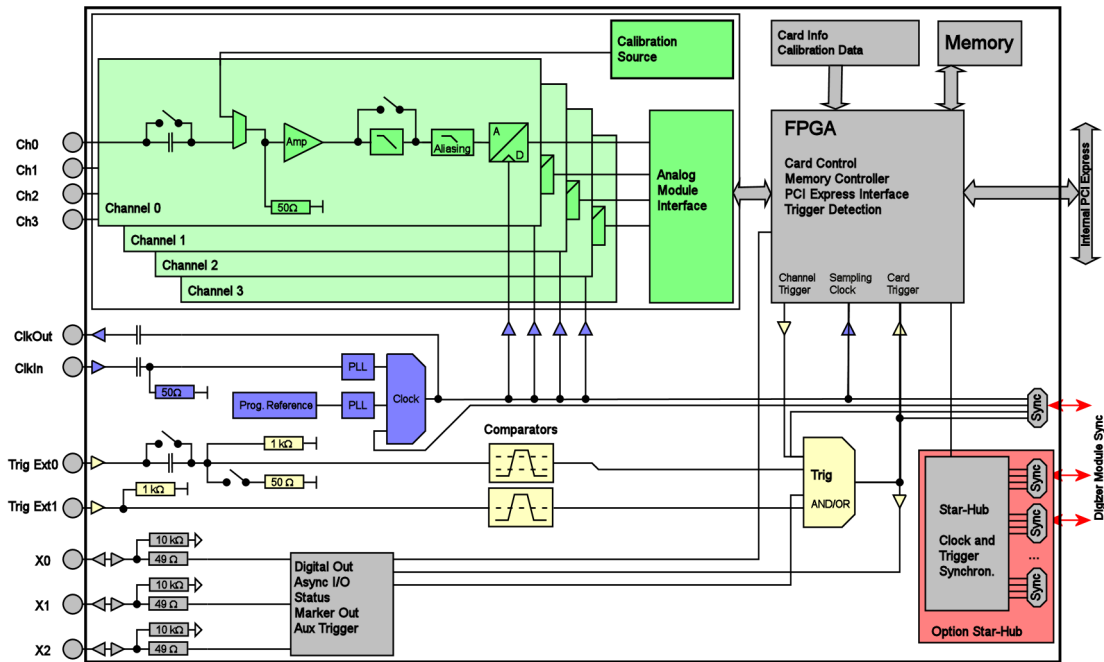 Calibration
Source
Card Info
Calibration Data
Memory
Ch0
Ch1
Ch2
Ch3
Amp
Aliasing
A
D
50Ω
Channel 0
Channel 1
Channel 2
Channel 3
Analog
Module
Interface
FPGA
Card Control
Memory Controller
PCI Express Interface
Trigger Detection
Channel
Trigger
Sampling
Clock
Card
Trigger
Internal PCI Express
ClkOut
ClkIn
50Ω
PLL
Prog. Reference
PLL
Clock
Sync
Digizer Module Sync
Trig Ext0
1 kΩ
50 Ω
Comparators
Trig Ext1
1 kΩ
Trig
AND/OR
X0
10 kΩ
49 Ω
X1
10 kΩ
49 Ω
X2
10 kΩ
49 Ω
Digital Out
Async I/O
Status
Marker Out
Aux Trigger
Star-Hub
Clock and
Trigger
Synchron.
Sync
Sync
...
Sync
Option Star-Hub